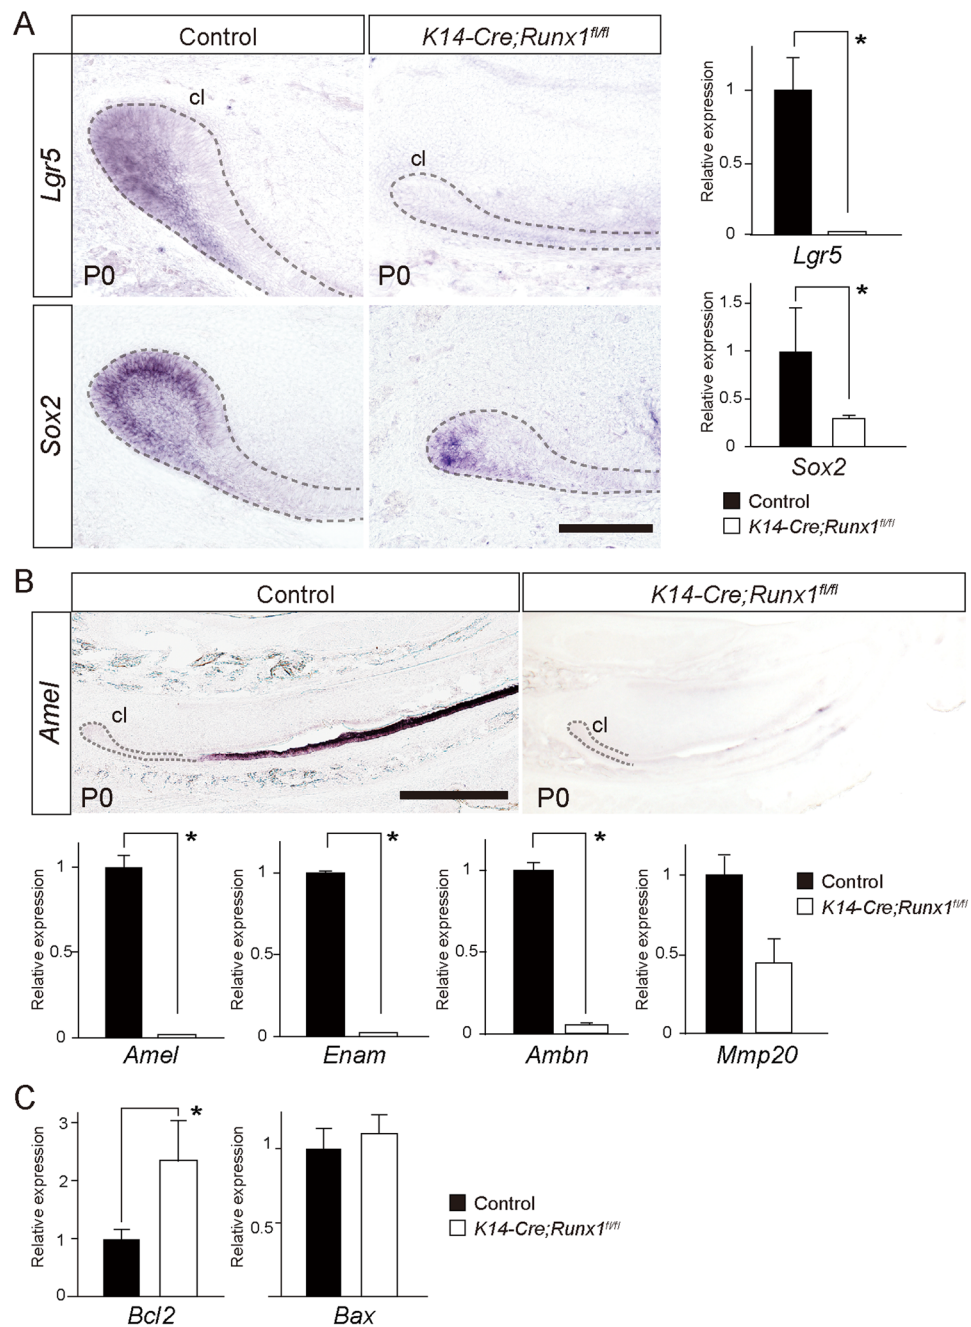 A
Control
K14-Cre;Runx1fl/fl
Lgr5
cl
P0
cl
P0
Relative expression
1
0.5
0
*
Lgr5
Sox2
Relative expression
1.5
1
0.5
0
*
Sox2
Control
K14-Cre;Runx1fl/fl
B
Control
K14-Cre;Runx1fl/fl
Amel
cl
P0
cl
P0
Relative expression
1
0.5
0
*
Amel
Relative expression
1
0.5
0
*
Enam
Relative expression
1
0.5
0
*
Ambn
Relative expression
1
0.5
0
Mmp20
Control
K14-Cre;Runx1fl/fl
C
Relative expression
3
2
1
0
*
Bcl2
Relative expression
1
0.5
Bax
Control
K14-Cre;Runx1fl/fl